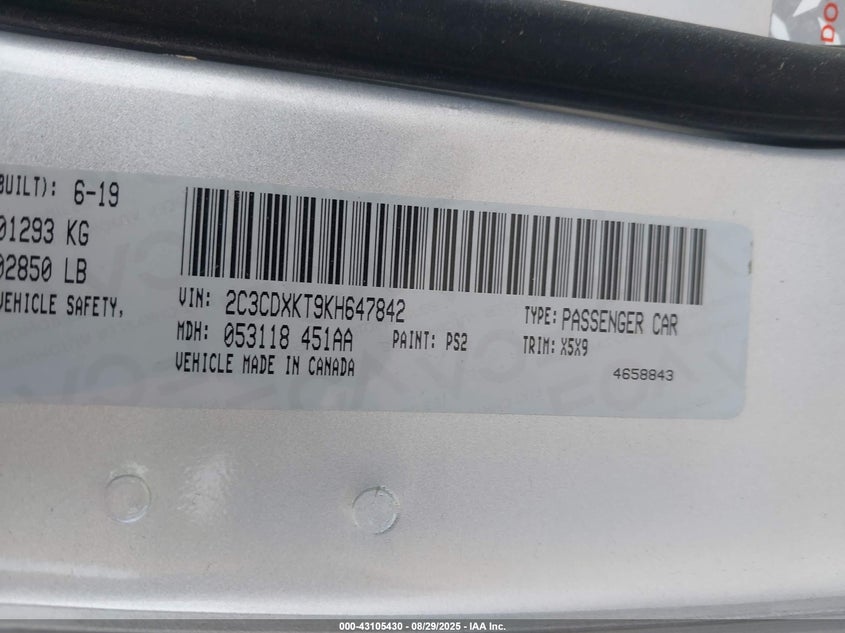 BUILT): 6-19
01293 KG
02850 LB
VEHICLE SAFETY,
VIN: 2C3CDXKT9KH647842
TYPE: PASSENGER CAR
MDH: 053118 451AA PAINT: PS2
TRIM: X5X9
VEHICLE MADE IN CANADA
4658843
DO
000-43105430 - 08/29/2025 - IAA Inc.